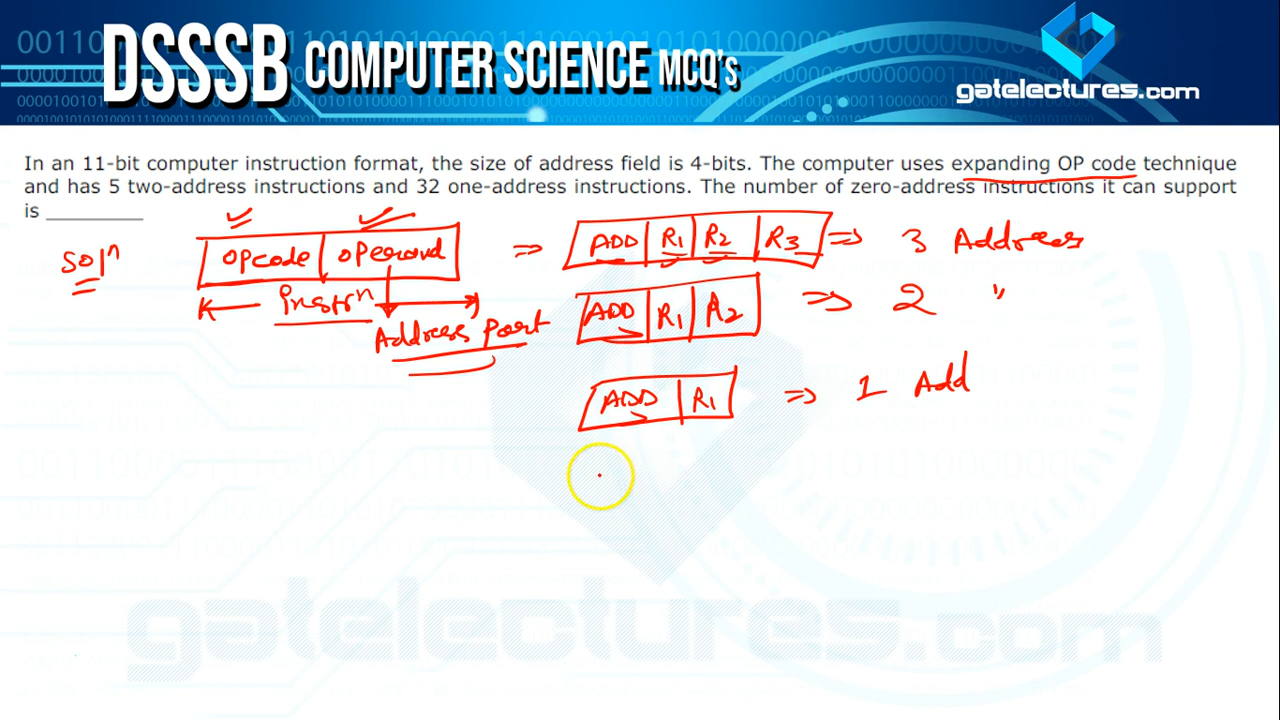 DSSSB COMPUTER SCIENCE MCQ's
gatelectures.com
In an 11-bit computer instruction format, the size of address field is 4-bits. The computer uses expanding OP code technique
and has 5 two-address instructions and 32 one-address instructions. The number of zero-address instructions it can support
is ________
Solⁿ
opcode operand ⇒ ADD R1 R2 R3 ⇒ 3 Address
Instrⁿ ADD R1 R2 ⇒ 2 "
Address Part
ADD R1 ⇒ 1 Add
gatelectures.com